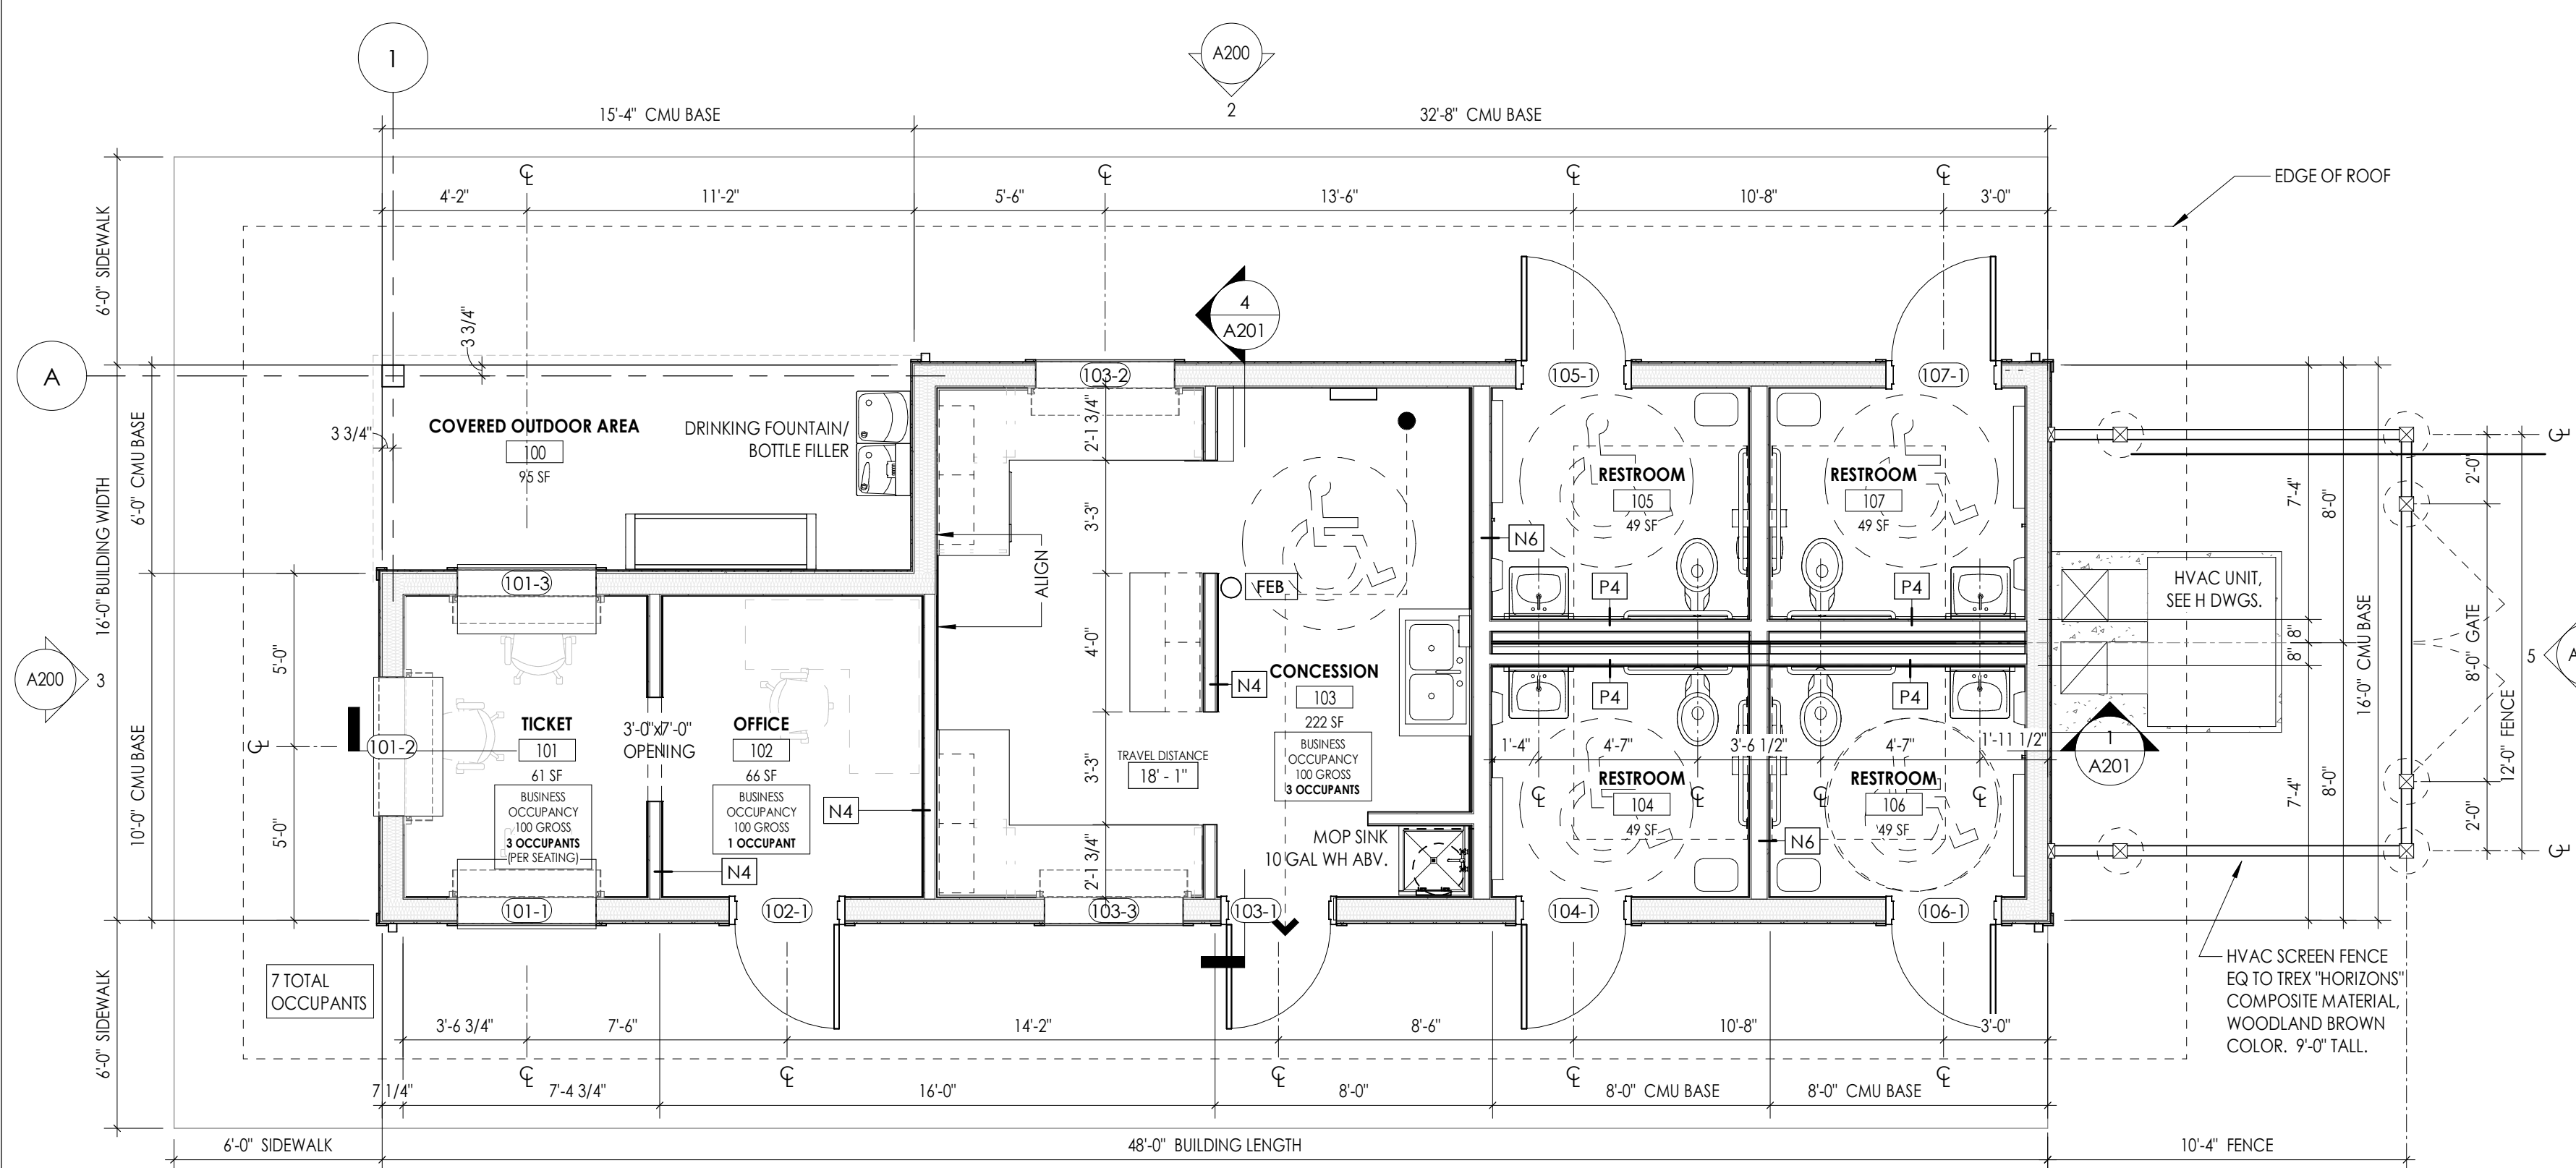 1
A200
2
15'-4" CMU BASE
32'-8" CMU BASE
EDGE OF ROOF
4'-2"
11'-2"
5'-6"
13'-6"
10'-8"
3'-0"
6'-0" SIDEWALK
3 3/4"
4
A201
A
103-2
105-1
107-1
3 3/4"
COVERED OUTDOOR AREA
100
95 SF
DRINKING FOUNTAIN/
BOTTLE FILLER
2'-1 3/4"
6'-0" CMU BASE
16'-0" BUILDING WIDTH
RESTROOM
105
49 SF
RESTROOM
107
49 SF
2'-0"
7'-4"
8'-0"
3'-3"
N6
ALIGN
101-3
FEB
P4
P4
HVAC UNIT,
SEE H DWGS.
8"
8"
16'-0" CMU BASE
8'-0" GATE
5'-0"
4'-0"
A200
3
N4
CONCESSION
103
222 SF
BUSINESS
OCCUPANCY
100 GROSS
3 OCCUPANTS
P4
P4
5
TICKET
101
61 SF
BUSINESS
OCCUPANCY
100 GROSS
3 OCCUPANTS
(PER SEATING)
3'-0"x7'-0"
OPENING
OFFICE
102
66 SF
BUSINESS
OCCUPANCY
100 GROSS
1 OCCUPANT
101-2
TRAVEL DISTANCE
18' - 1"
3'-3"
1'-4"
4'-7"
3'-6 1/2"
4'-7"
1'-11 1/2"
1
A201
12'-0" FENCE
RESTROOM
104
49 SF
RESTROOM
106
49 SF
7'-4"
8'-0"
2'-0"
10'-0" CMU BASE
5'-0"
N4
N4
MOP SINK
10 GAL WH ABV.
N6
2'-1 3/4"
101-1
102-1
103-3
103-1
104-1
106-1
6'-0" SIDEWALK
7 TOTAL
OCCUPANTS
HVAC SCREEN FENCE
EQ TO TREX "HORIZONS"
COMPOSITE MATERIAL,
WOODLAND BROWN
COLOR. 9'-0" TALL.
3'-6 3/4"
7'-6"
14'-2"
8'-6"
10'-8"
3'-0"
7 1/4"
7'-4 3/4"
16'-0"
8'-0"
8'-0" CMU BASE
8'-0" CMU BASE
6'-0" SIDEWALK
48'-0" BUILDING LENGTH
10'-4" FENCE